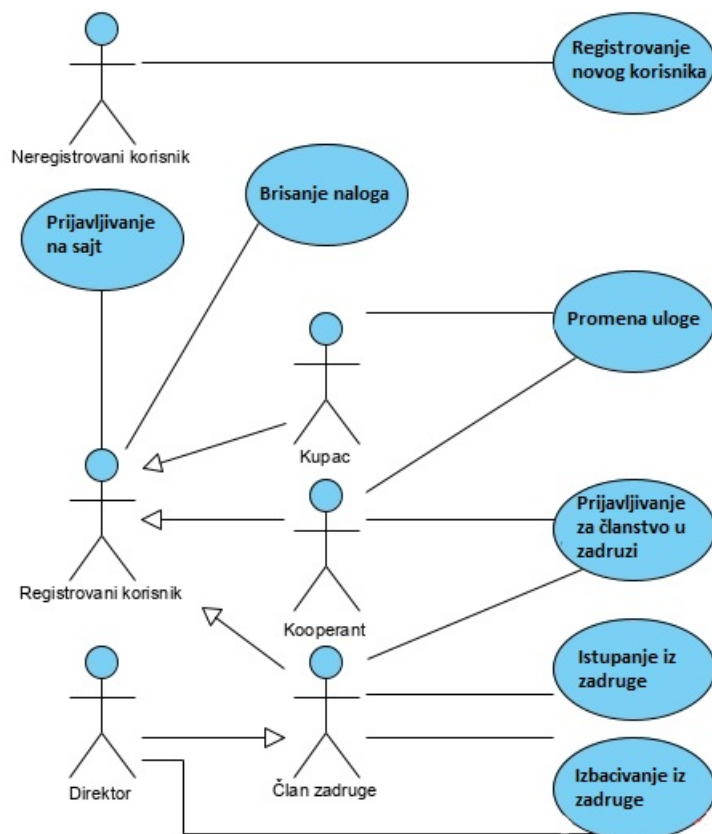 Registrovanje
novog korisnika
Neregistrovani korisnik
Brisanje naloga
Prijavljivanje
na sajt
Promena uloge
Kupac
Prijavljivanje
za članstvo u
zadruzi
Registrovani korisnik
Kooperant
Istupanje iz
zadruge
Direktor
Član zadruge
Izbacivanje iz
zadruge